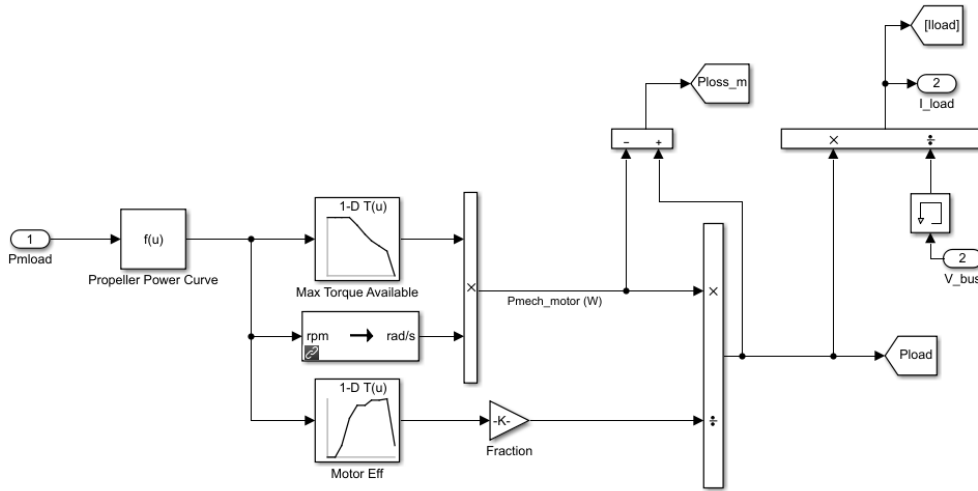 [Iload]
2
I_load
Ploss_m
− +
× ÷
1-D T(u)
1
f(u)
Pmload
Propeller Power Curve
Max Torque Available
×
2
V_bus
Pmech_motor (W)
×
rpm
rad/s
Pload
1-D T(u)
-K-
÷
Fraction
Motor Eff